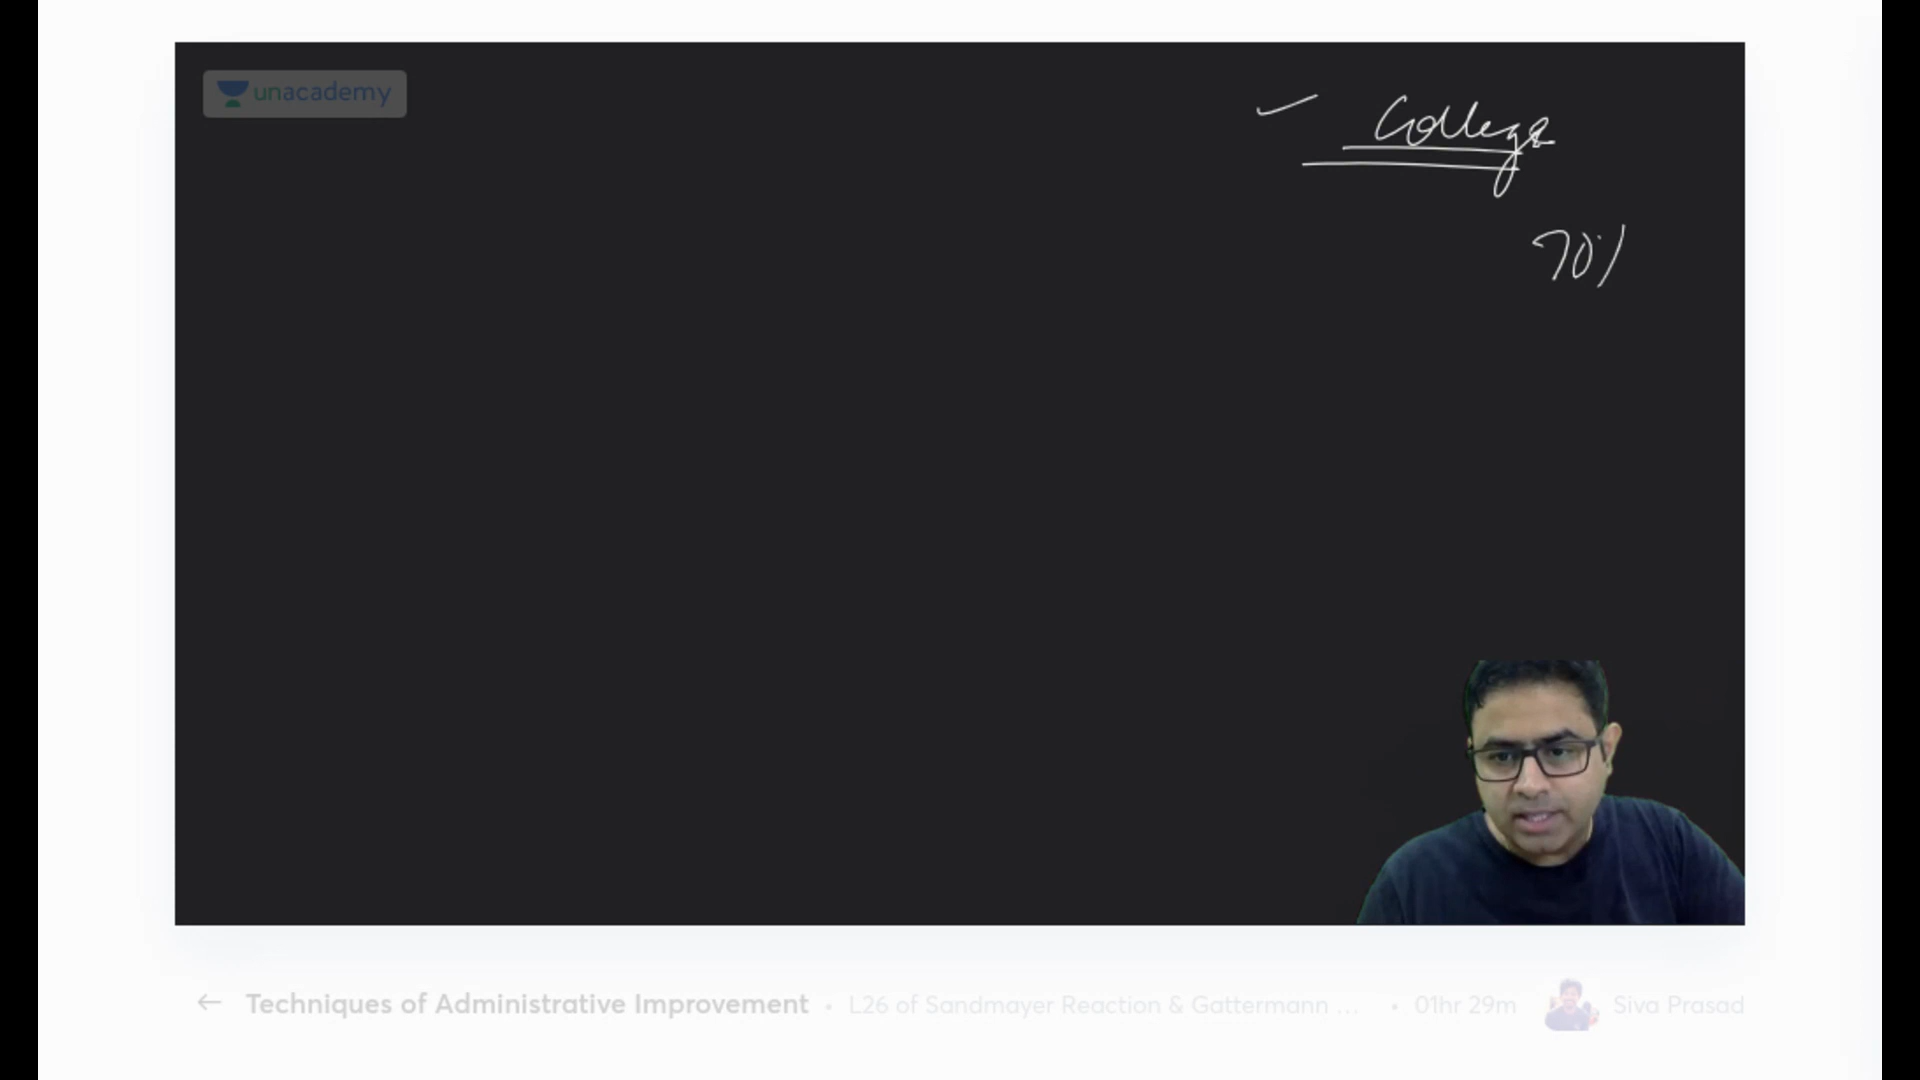 unacademy
College
70%
Techniques of Administrative Improvement • L26 of Sandmayer Reaction & Gattermann ... • 01hr 29m Siva Prasad